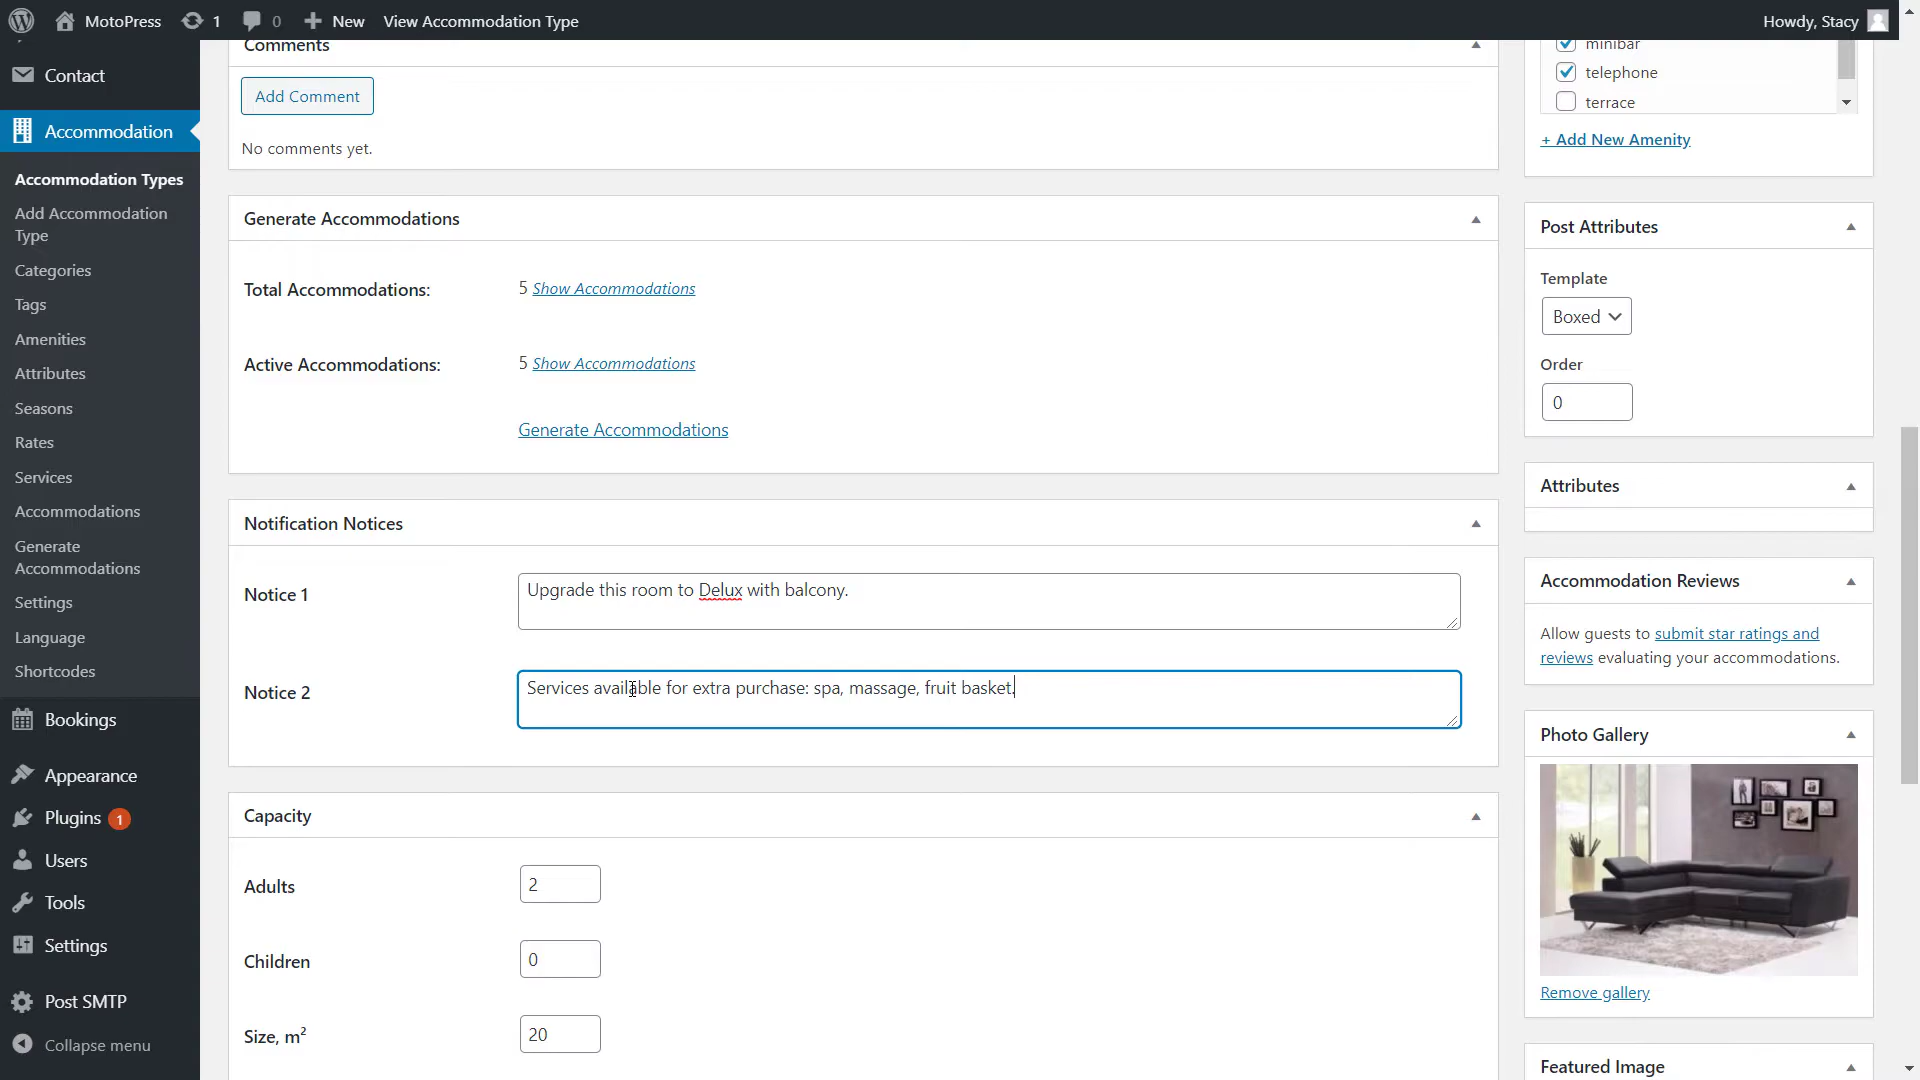 MotoPress 1 0 New View Accommodation Type Howdy, Stacy
Contact
Accommodation
Accommodation Types
Add Accommodation
Type
Categories
Tags
Amenities
Attributes
Seasons
Rates
Services
Accommodations
Generate
Accommodations
Settings
Language
Shortcodes
Bookings
Appearance
Plugins 1
Users
Tools
Settings
Post SMTP
Collapse menu
Comments
Add Comment
No comments yet.
Generate Accommodations
Total Accommodations: 5 Show Accommodations
Active Accommodations: 5 Show Accommodations
Generate Accommodations
Notification Notices
Notice 1 Upgrade this room to Delux with balcony.
Notice 2 Services available for extra purchase: spa, massage, fruit basket.
Capacity
Adults 2
Children 0
Size, m² 20
minibar
telephone
terrace
+ Add New Amenity
Post Attributes
Template
Boxed
Order
0
Attributes
Accommodation Reviews
Allow guests to submit star ratings and
reviews evaluating your accommodations.
Photo Gallery
Remove gallery
Featured Image